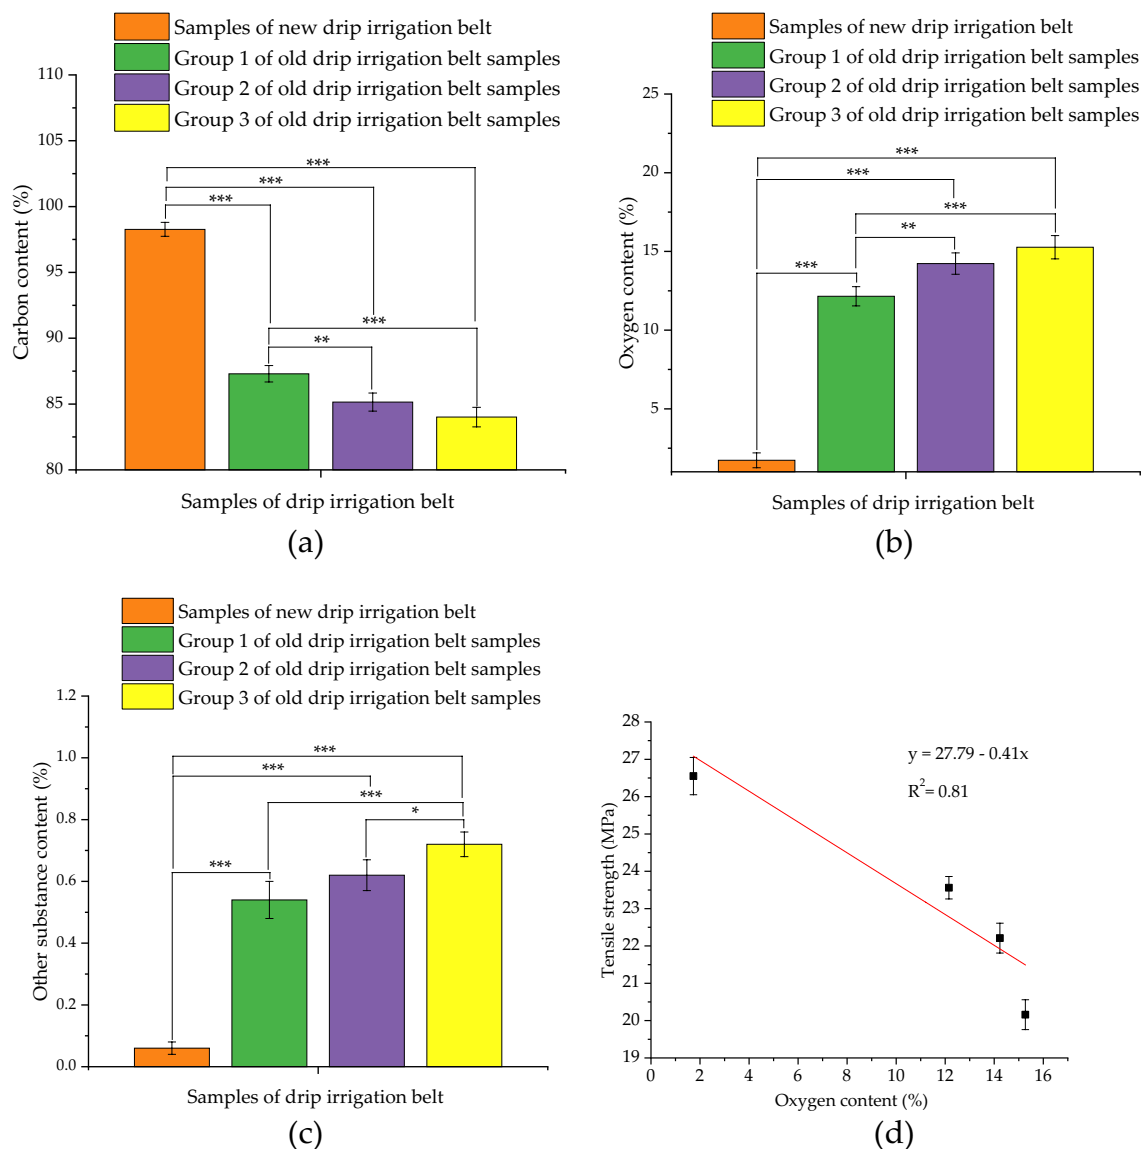 Samples of new drip irrigation belt
Group 1 of old drip irrigation belt samples
Group 2 of old drip irrigation belt samples
Group 3 of old drip irrigation belt samples
110
105
100
95
90
85
80
Carbon content (%)
***
***
***
***
**
Samples of drip irrigation belt
(a)
Samples of new drip irrigation belt
Group 1 of old drip irrigation belt samples
Group 2 of old drip irrigation belt samples
Group 3 of old drip irrigation belt samples
25
20
15
10
5
Oxygen content (%)
***
***
***
**
***
Samples of drip irrigation belt
(b)
Samples of new drip irrigation belt
Group 1 of old drip irrigation belt samples
Group 2 of old drip irrigation belt samples
Group 3 of old drip irrigation belt samples
1.2
1.0
0.8
0.6
0.4
0.2
0.0
Other substance content (%)
***
***
***
*
***
Samples of drip irrigation belt
(c)
28
27
26
25
24
23
22
21
20
19
Tensile strength (MPa)
y = 27.79 - 0.41x
R²= 0.81
0 2 4 6 8 10 12 14 16
Oxygen content (%)
(d)